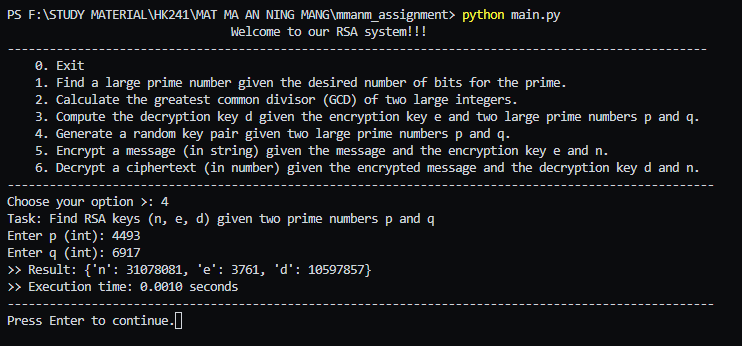 PS F:\STUDY MATERIAL\HK241\MAT MA AN NING MANG\mmanm_assignment> python main.py
Welcome to our RSA system!!!
----------------------------------------------------------------------------------------------------
0. Exit
1. Find a large prime number given the desired number of bits for the prime.
2. Calculate the greatest common divisor (GCD) of two large integers.
3. Compute the decryption key d given the encryption key e and two large prime numbers p and q.
4. Generate a random key pair given two large prime numbers p and q.
5. Encrypt a message (in string) given the message and the encryption key e and n.
6. Decrypt a ciphertext (in number) given the encrypted message and the decryption key d and n.
-----------------------------------------------------------------------------------------------------
Choose your option >: 4
Task: Find RSA keys (n, e, d) given two prime numbers p and q
Enter p (int): 4493
Enter q (int): 6917
>> Result: {'n': 31078081, 'e': 3761, 'd': 10597857}
>> Execution time: 0.0010 seconds
-----------------------------------------------------------------------------------------------------
Press Enter to continue.